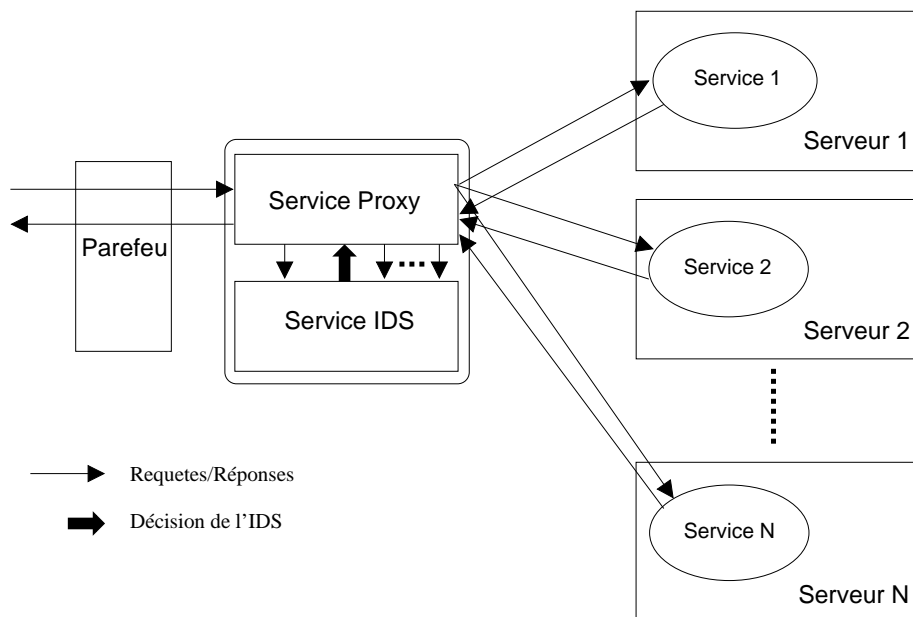 Service 1
Serveur 1
Parefeu
Service Proxy
Service IDS
Service 2
Serveur 2
Requetes/Réponses
Décision de l'IDS
Service N
Serveur N